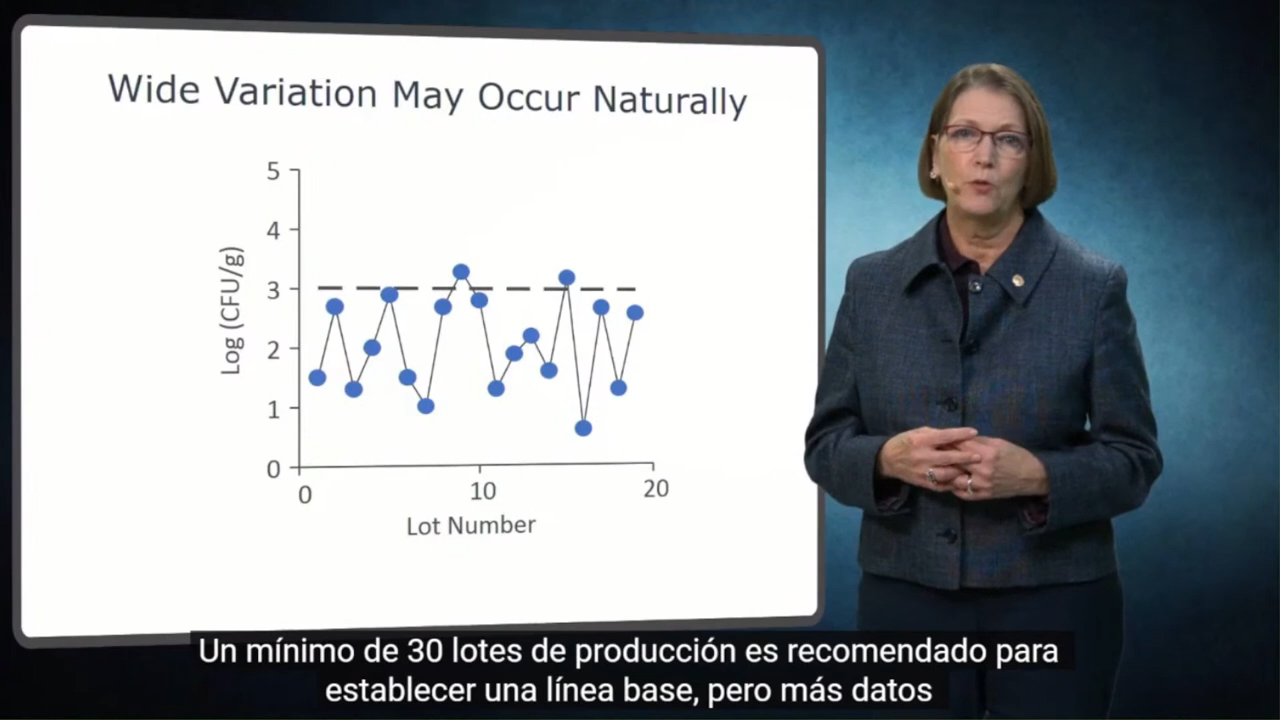 Wide Variation May Occur Naturally
5
4
3
2
1
0
Log (CFU/g)
0 10 20
Lot Number
Un mínimo de 30 lotes de producción es recomendado para
establecer una línea base, pero más datos